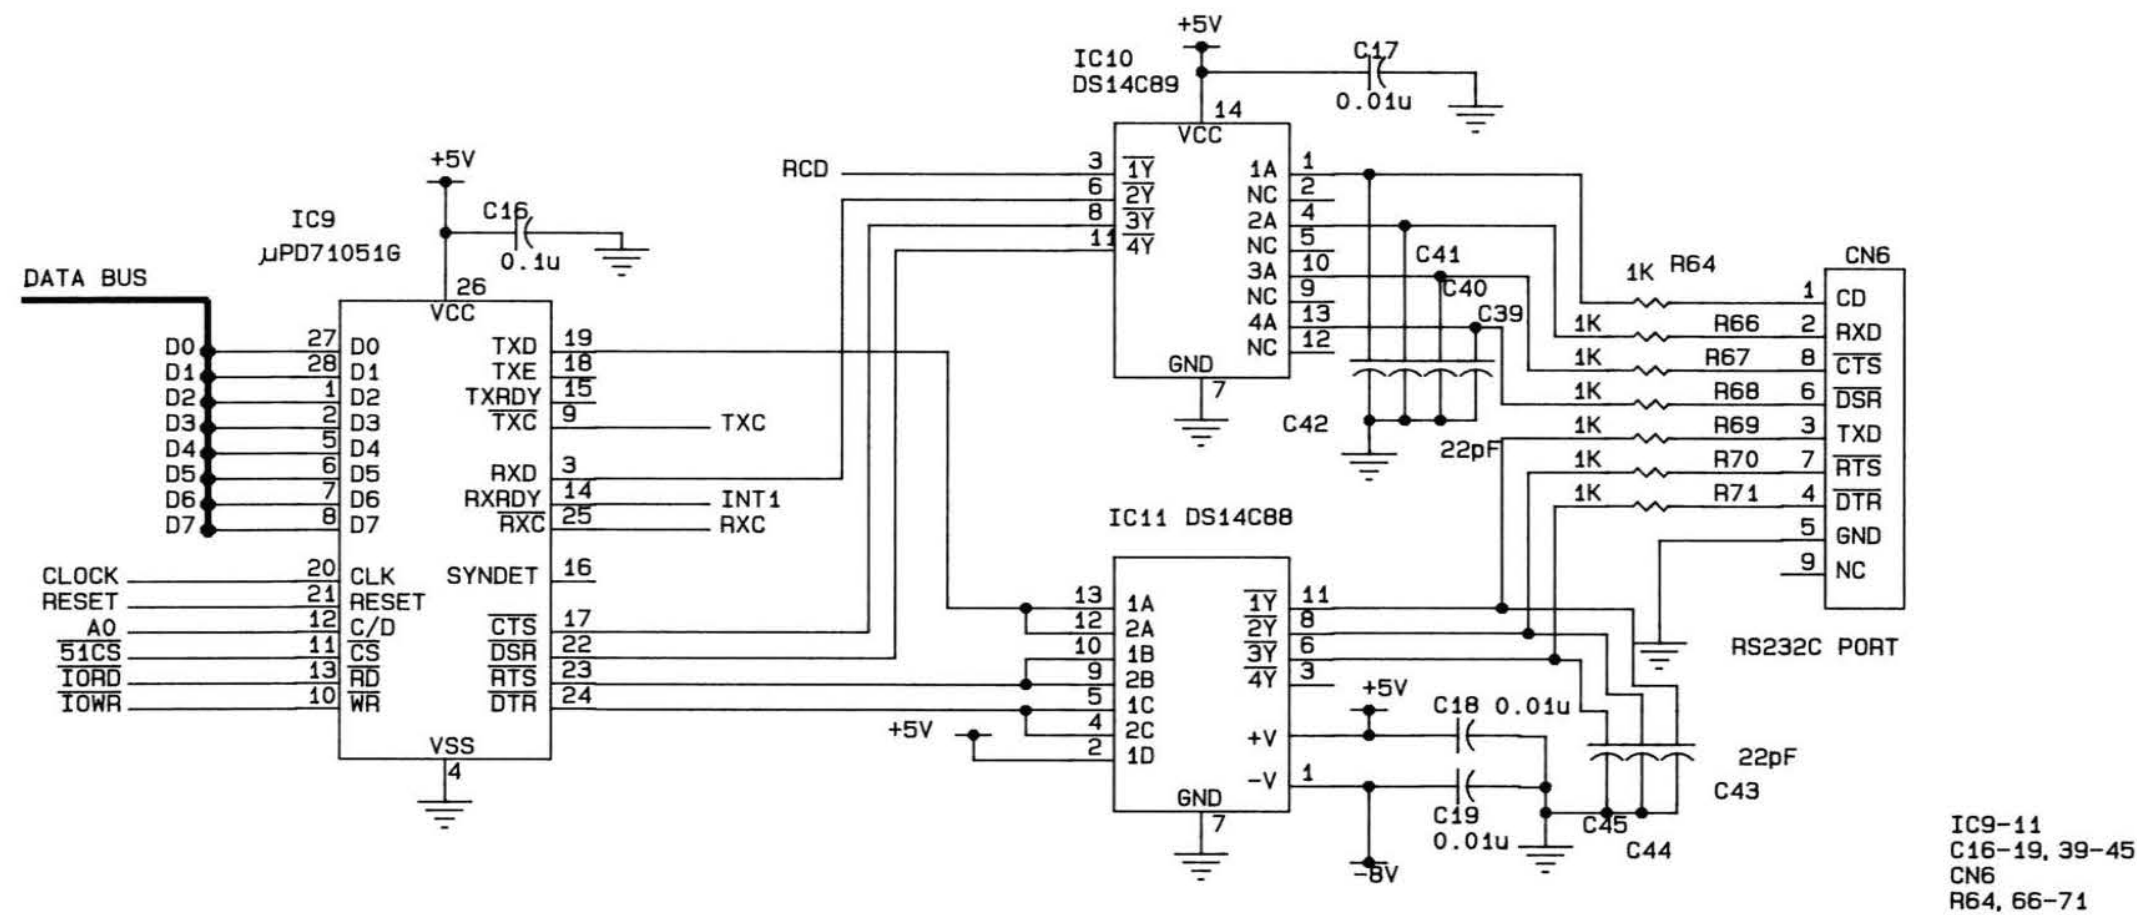 +5V
IC10
DS14C89
C17
0.01u
14
VCC
RCD
3 1Y 1A 1
6 2Y NC 2
8 3Y 2A 4
11 4Y NC 5
3A 10
NC 9
4A 13
NC 12
GND
7
C41
C40
C39
C42
22pF
+5V
IC9
µPD71051G
C16
0.1u
DATA BUS
26
VCC
D0 27 D0 TXD 19
D1 28 D1 TXE 18
D2 1 D2 TXRDY 15
D3 2 D3 TXC 9 TXC
D4 5 D4
D5 6 D5 RXD 3
D6 7 D6 RXRDY 14 INT1
D7 8 D7 RXC 25 RXC
CLOCK 20 CLK SYNDET 16
RESET 21 RESET
A0 12 C/D CTS 17
51CS 11 CS DSR 22
IORD 13 RD RTS 23
IOWR 10 WR DTR 24
VSS
4
IC11 DS14C88
13 1A 1Y 11
12 2A 2Y 8
10 1B 3Y 6
9 2B 4Y 3
5 1C
4 2C +V
+5V 2 1D
-V 1
GND
7
+5V
C18 0.01u
C19
0.01u
-8V
22pF
C43
C45
C44
CN6
1K R64 1 CD
1K R66 2 RXD
1K R67 8 CTS
1K R68 6 DSR
1K R69 3 TXD
1K R70 7 RTS
1K R71 4 DTR
5 GND
9 NC
RS232C PORT
IC9-11
C16-19, 39-45
CN6
R64, 66-71